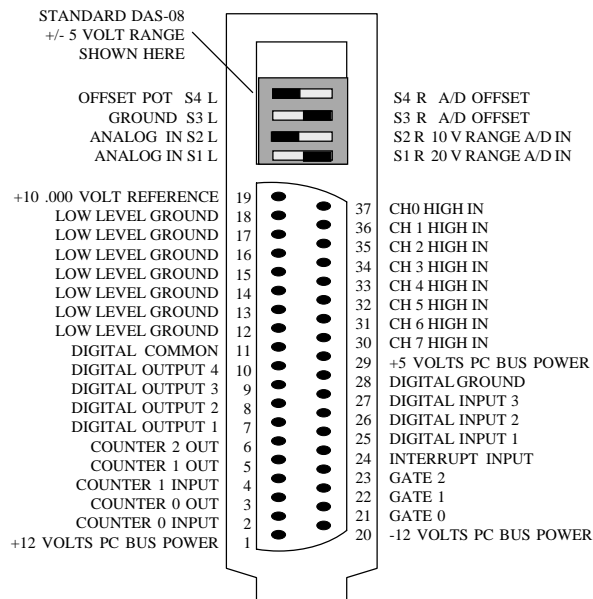 STANDARD DAS-08
+/- 5 VOLT RANGE
SHOWN HERE
OFFSET POT S4 L
GROUND S3 L
ANALOG IN S2 L
ANALOG IN S1 L
S4 R A/D OFFSET
S3 R A/D OFFSET
S2 R 10 V RANGE A/D IN
S1 R 20 V RANGE A/D IN
+10 .000 VOLT REFERENCE 19
LOW LEVEL GROUND 18
LOW LEVEL GROUND 17
LOW LEVEL GROUND 16
LOW LEVEL GROUND 15
LOW LEVEL GROUND 14
LOW LEVEL GROUND 13
LOW LEVEL GROUND 12
DIGITAL COMMON 11
DIGITAL OUTPUT 4 10
DIGITAL OUTPUT 3 9
DIGITAL OUTPUT 2 8
DIGITAL OUTPUT 1 7
COUNTER 2 OUT 6
COUNTER 1 OUT 5
COUNTER 1 INPUT 4
COUNTER 0 OUT 3
COUNTER 0 INPUT 2
+12 VOLTS PC BUS POWER 1
37 CH0 HIGH IN
36 CH 1 HIGH IN
35 CH 2 HIGH IN
34 CH 3 HIGH IN
33 CH 4 HIGH IN
32 CH 5 HIGH IN
31 CH 6 HIGH IN
30 CH 7 HIGH IN
29 +5 VOLTS PC BUS POWER
28 DIGITAL GROUND
27 DIGITAL INPUT 3
26 DIGITAL INPUT 2
25 DIGITAL INPUT 1
24 INTERRUPT INPUT
23 GATE 2
22 GATE 1
21 GATE 0
20 -12 VOLTS PC BUS POWER